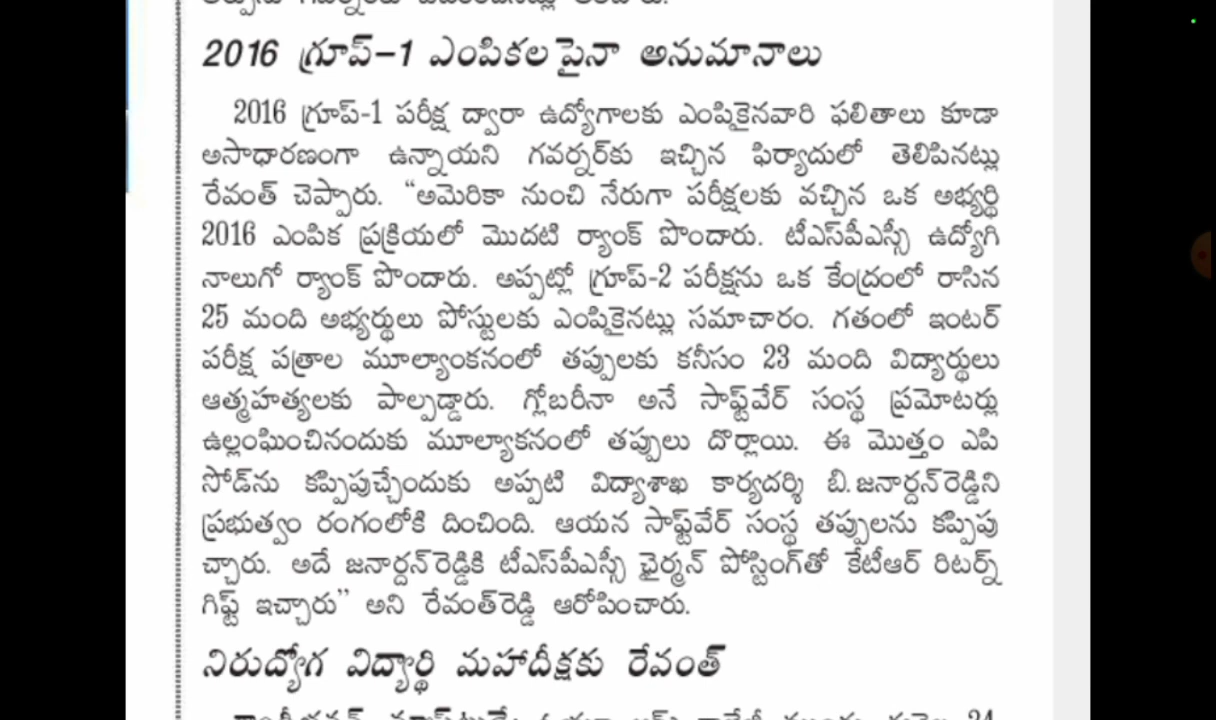 2016 గ్రూప్-1 ఎంపికలపైనా అనుమానాలు
2016 గ్రూప్-1 పరీక్ష ద్వారా ఉద్యోగాలకు ఎంపికైనవారి ఫలితాలు కూడా
అసాధారణంగా ఉన్నాయని గవర్నర్‌కు ఇచ్చిన ఫిర్యాదులో తెలిపినట్లు
రేవంత్ చెప్పారు. “అమెరికా నుంచి నేరుగా పరీక్షలకు వచ్చిన ఒక అభ్యర్థి
2016 ఎంపిక ప్రక్రియలో మొదటి ర్యాంక్ పొందారు. టీఎస్‌పీఎస్సీ ఉద్యోగి
నాలుగో ర్యాంక్ పొందారు. అప్పట్లో గ్రూప్-2 పరీక్షను ఒక కేంద్రంలో రాసిన
25 మంది అభ్యర్థులు పోస్టులకు ఎంపికైనట్లు సమాచారం. గతంలో ఇంటర్
పరీక్ష పత్రాల మూల్యాంకనంలో తప్పులకు కనీసం 23 మంది విద్యార్థులు
ఆత్మహత్యలకు పాల్పడ్డారు. గ్లోబరీనా అనే సాఫ్ట్‌వేర్ సంస్థ ప్రమోటర్లు
ఉల్లంఘించినందుకు మూల్యాకనంలో తప్పులు దొర్లాయి. ఈ మొత్తం ఎపి
సోడ్‌ను కప్పిపుచ్చేందుకు అప్పటి విద్యాశాఖ కార్యదర్శి బి.జనార్దన్‌రెడ్డిని
ప్రభుత్వం రంగంలోకి దించింది. ఆయన సాఫ్ట్‌వేర్ సంస్థ తప్పులను కప్పిపు
చ్చారు. అదే జనార్దన్‌రెడ్డికి టీఎస్‌పీఎస్సీ ఛైర్మన్ పోస్టింగ్‌తో కేటీఆర్ రిటర్న్
గిఫ్ట్ ఇచ్చారు” అని రేవంత్‌రెడ్డి ఆరోపించారు.
నిరుద్యోగ విద్యార్థి మహాదీక్షకు రేవంత్